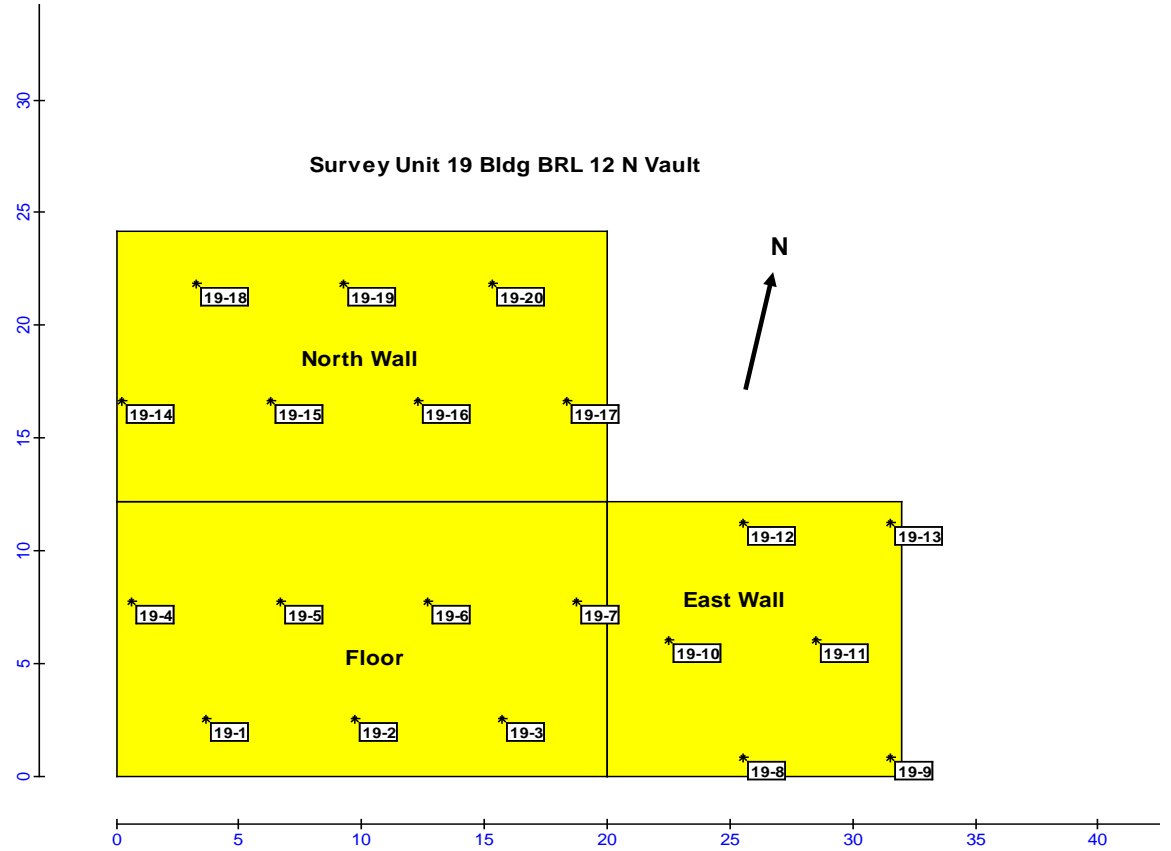 30
Survey Unit 19 Bldg BRL 12 N Vault
25
N
19-18 19-19 19-20
20
North Wall
19-14 19-15 19-16 19-17
15
19-12 19-13
10
East Wall
19-4 19-5 19-6 19-7
19-10 19-11
5
Floor
19-1 19-2 19-3
19-8 19-9
0
0 5 10 15 20 25 30 35 40